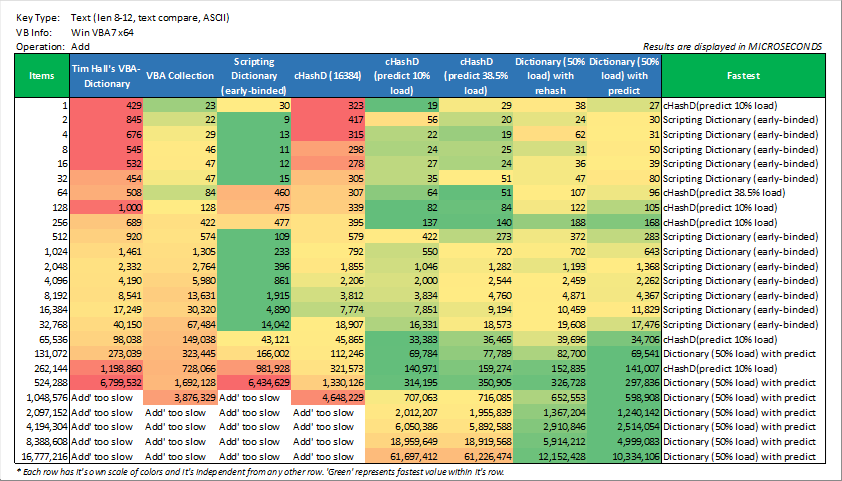 Key Type: Text (len 8-12, text compare, ASCII)
VB Info: Win VBA7 x64
Operation: Add Results are displayed in MICROSECONDS
Items Tim Hall's VBA-Dictionary VBA Collection Scripting Dictionary (early-binded) cHashD (16384) cHashD (predict 10% load) cHashD (predict 38.5% load) Dictionary (50% load) with rehash Dictionary (50% load) with predict Fastest
1 429 23 30 323 19 29 38 27 cHashD(predict 10% load)
2 845 22 9 417 56 20 24 30 Scripting Dictionary (early-binded)
4 676 29 13 315 22 19 62 31 Scripting Dictionary (early-binded)
8 545 46 11 298 24 25 31 50 Scripting Dictionary (early-binded)
16 532 47 12 278 27 24 36 39 Scripting Dictionary (early-binded)
32 454 47 15 305 35 51 47 80 Scripting Dictionary (early-binded)
64 508 84 460 307 64 51 107 96 cHashD(predict 38.5% load)
128 1,000 128 475 339 82 84 122 105 cHashD(predict 10% load)
256 689 422 477 395 137 140 188 168 cHashD(predict 10% load)
512 920 574 109 579 422 273 372 283 Scripting Dictionary (early-binded)
1,024 1,461 1,305 233 792 550 720 702 643 Scripting Dictionary (early-binded)
2,048 2,332 2,764 396 1,855 1,046 1,282 1,193 1,368 Scripting Dictionary (early-binded)
4,096 4,190 5,980 861 2,206 2,000 2,544 2,459 2,262 Scripting Dictionary (early-binded)
8,192 8,541 13,631 1,915 3,812 3,834 4,760 4,871 4,367 Scripting Dictionary (early-binded)
16,384 17,249 30,320 4,890 7,774 7,851 9,194 10,459 11,829 Scripting Dictionary (early-binded)
32,768 40,150 67,484 14,042 18,907 16,331 18,573 19,608 17,476 Scripting Dictionary (early-binded)
65,536 98,038 149,038 43,121 45,865 33,383 36,465 39,696 34,706 cHashD(predict 10% load)
131,072 273,039 323,445 166,002 112,246 69,784 77,789 82,700 69,541 Dictionary (50% load) with predict
262,144 1,198,860 728,066 981,928 321,573 140,971 159,224 152,835 141,007 cHashD(predict 10% load)
524,288 6,799,532 1,692,128 6,434,629 1,330,126 314,195 350,905 326,728 297,836 Dictionary (50% load) with predict
1,048,576 Add' too slow 3,876,329 Add' too slow 4,648,229 707,063 716,085 652,553 598,908 Dictionary (50% load) with predict
2,097,152 Add' too slow Add' too slow Add' too slow Add' too slow 2,012,207 1,955,839 1,367,204 1,240,142 Dictionary (50% load) with predict
4,194,304 Add' too slow Add' too slow Add' too slow Add' too slow 6,050,386 5,892,588 2,910,846 2,514,054 Dictionary (50% load) with predict
8,388,608 Add' too slow Add' too slow Add' too slow Add' too slow 18,959,649 18,919,568 5,914,212 4,999,083 Dictionary (50% load) with predict
16,777,216 Add' too slow Add' too slow Add' too slow Add' too slow 61,697,412 61,226,474 12,152,428 10,334,106 Dictionary (50% load) with predict
* Each row has it's own scale of colors and it's independent from any other row. 'Green' represents fastest value within it's row.